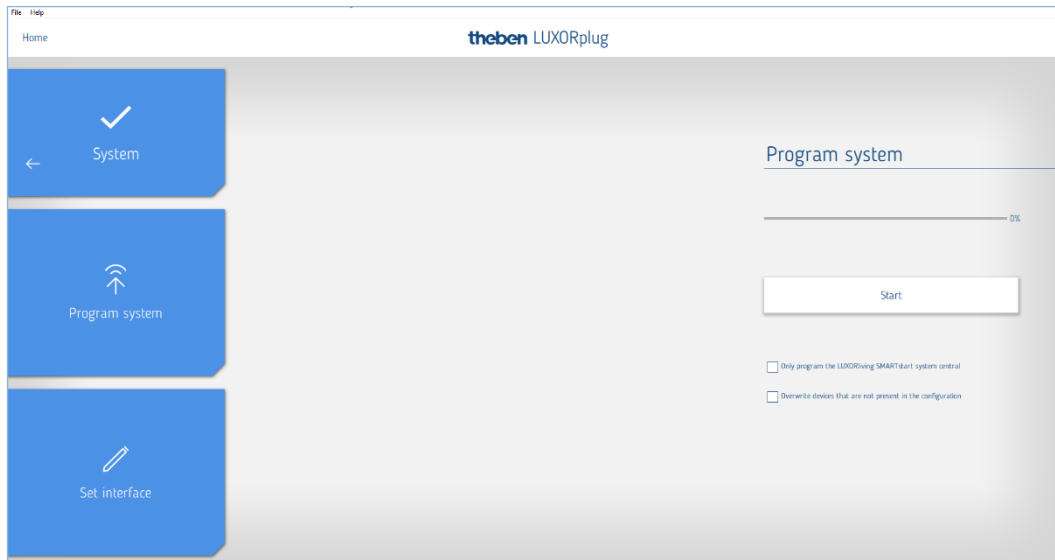 File Help
Home
theben LUXORplug
System
Program system
Set interface
Program system
0%
Start
Only program the LUXORliving SMARTstart system central
Overwrite devices that are not present in the configuration